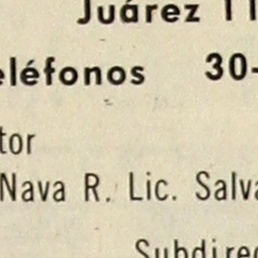 Juárez 11
eléfonos 30-
tor
Nava R. Lic. Salva
Subdirec